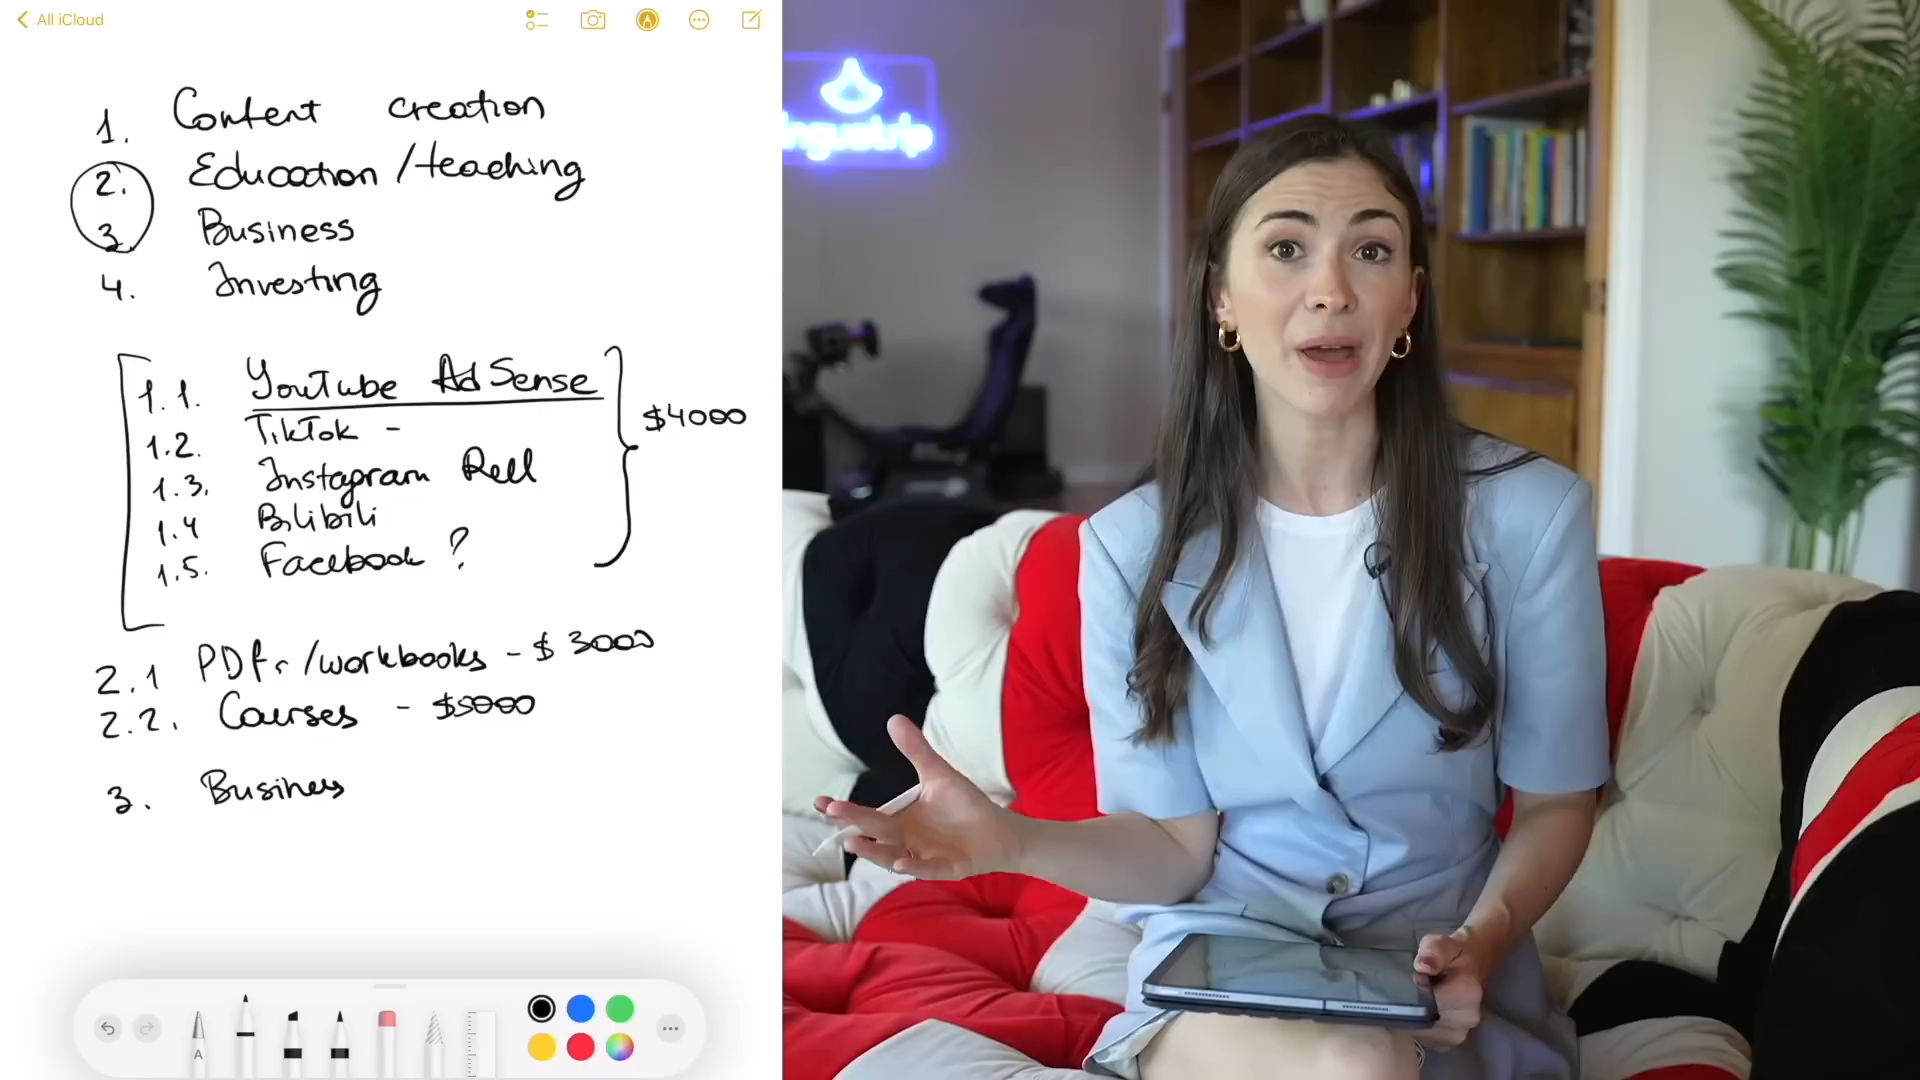 All iCloud
1. Content creation
2. Education/teaching
3. Business
4. Investing
1.1. YouTube AdSense
1.2. TikTok -
1.3. Instagram Reel
1.4 Bilibili
1.5. Facebook ?
$4000
2.1 PDFs/workbooks - $3000
2.2. Courses - $5000
3. Business
A
inguatrip